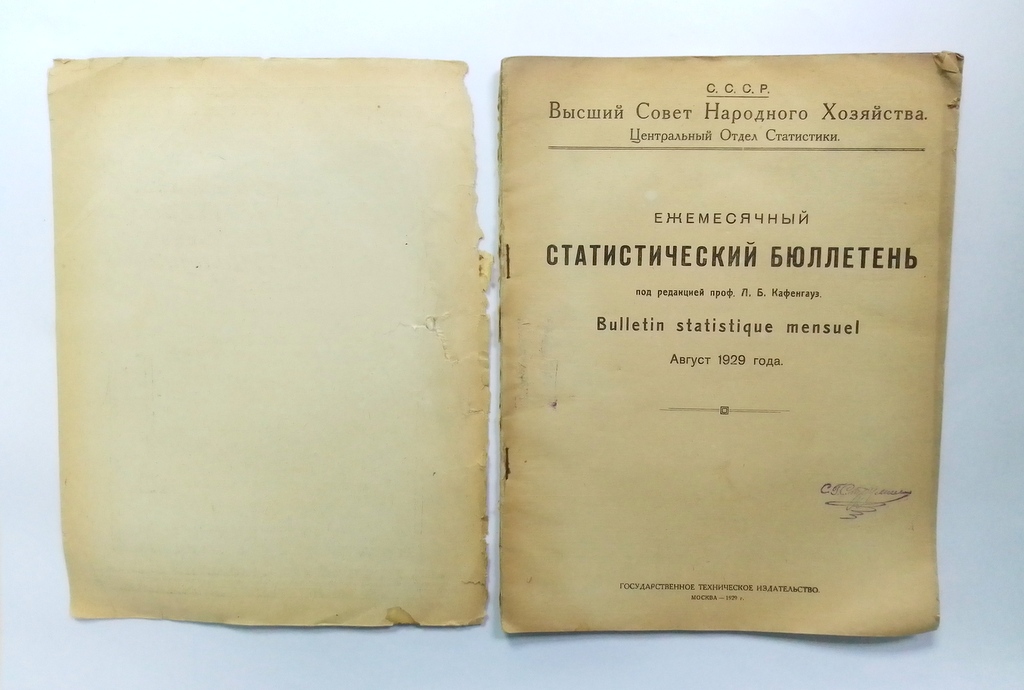 С. С. С. Р.
Высший Совет Народного Хозяйства.
Центральный Отдел Статистики.
ЕЖЕМЕСЯЧНЫЙ
СТАТИСТИЧЕСКИЙ БЮЛЛЕТЕНЬ
под редакцией проф. Л. Б. Кафенгауз.
Bulletin statistique mensuel
Август 1929 года.
ГОСУДАРСТВЕННОЕ ТЕХНИЧЕСКОЕ ИЗДАТЕЛЬСТВО.
МОСКВА — 1929 г.